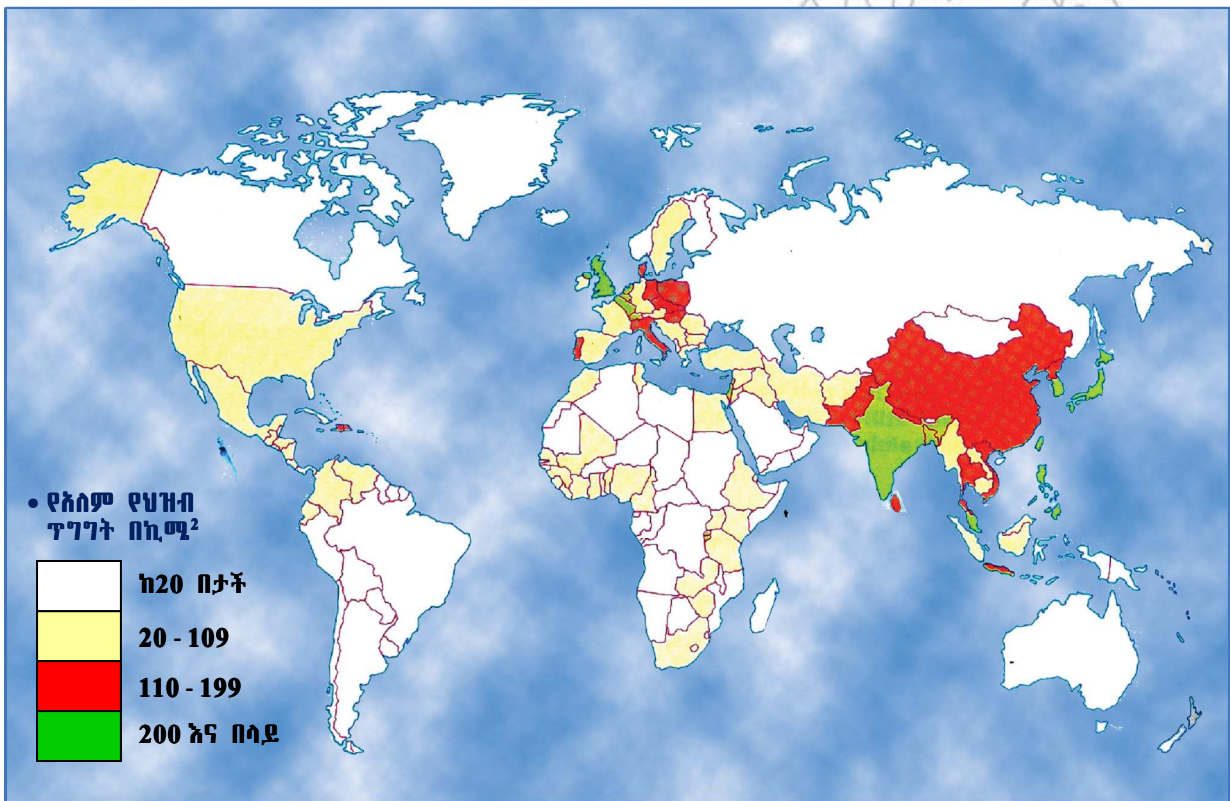 • የአለም የህዝብ
ጥግግት በኪሜ²
ከ20 በታች
20 - 109
110 - 199
200 እና በላይ